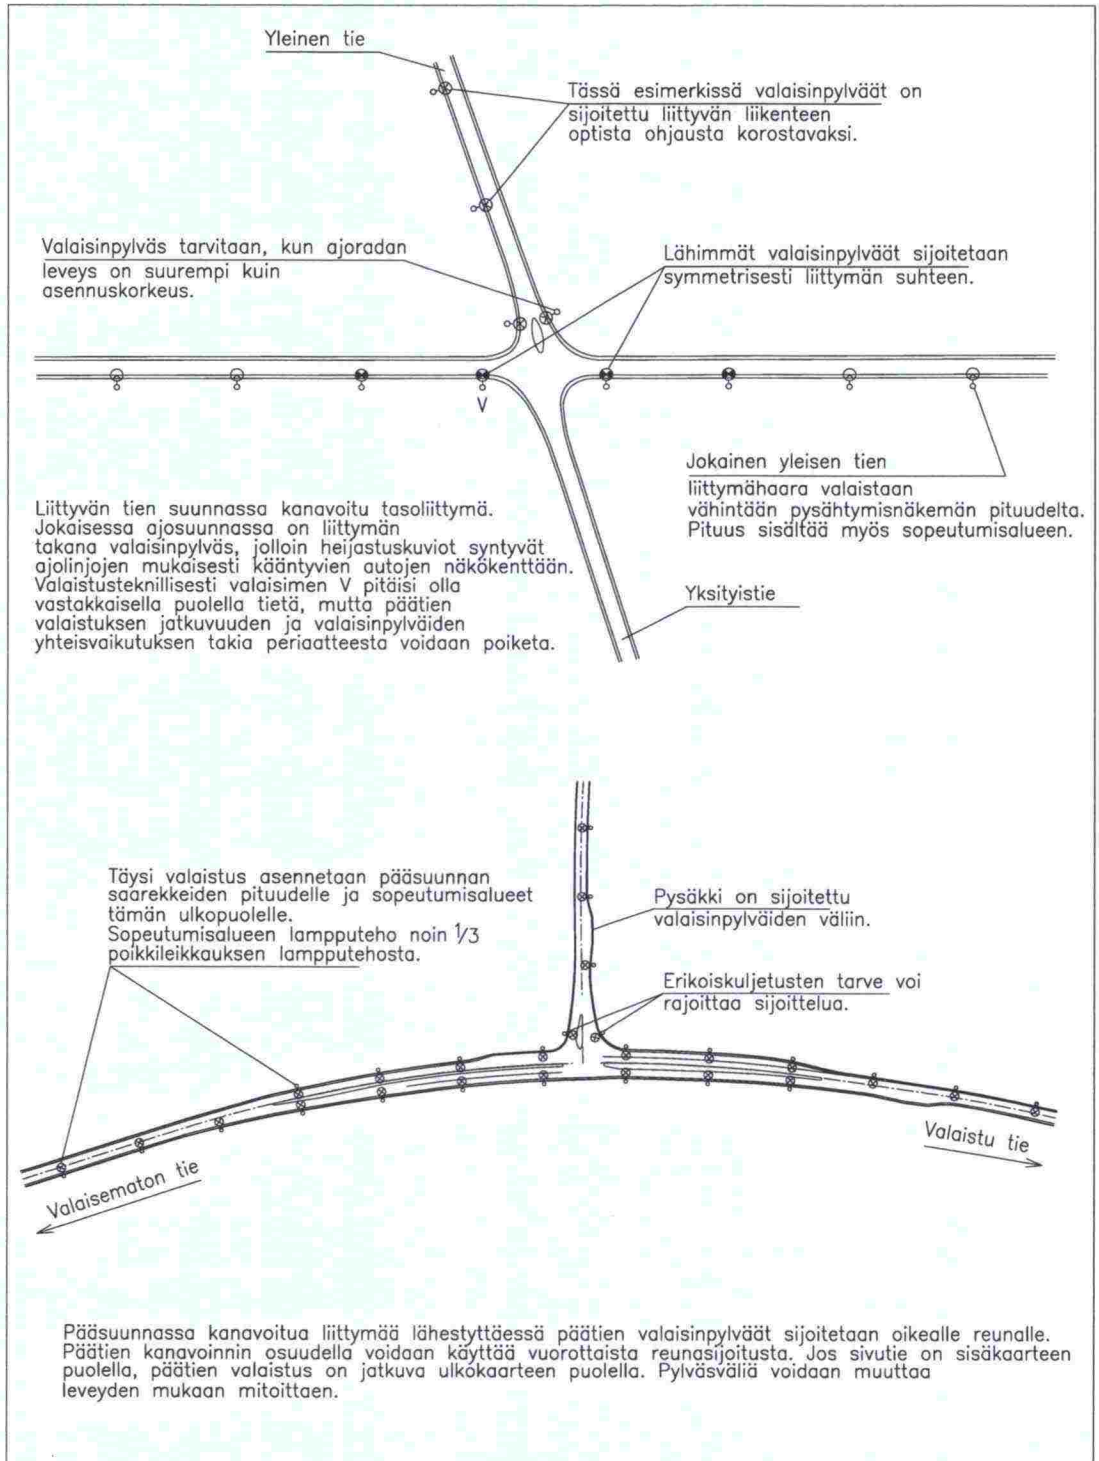 Yleinen tie
Tässä esimerkissä valaisinpylväät on
sijoitettu liittyvän liikenteen
optista ohjausta korostavaksi.
Valaisinpylväs tarvitaan, kun ajoradan
leveys on suurempi kuin
asennuskorkeus.
Lähimmät valaisinpylväät sijoitetaan
symmetrisesti liittymän suhteen.
V
Jokainen yleisen tien
liittymähaara valaistaan
vähintään pysähtymisnäkemän pituudelta.
Pituus sisältää myös sopeutumisalueen.
Liittyvän tien suunnassa kanavoitu tasoliittymä.
Jokaisessa ajosuunnassa on liittymän
takana valaisinpylväs, jolloin heijastuskuviot syntyvät
ajolinjojen mukaisesti kääntyvien autojen näkökenttään.
Valaistusteknillisesti valaisimen V pitäisi olla
vastakkaisella puolella tietä, mutta päätien
valaistuksen jatkuvuuden ja valaisinpylväiden
yhteisvaikutuksen takia periaatteesta voidaan poiketa.
Yksityistie
Täysi valaistus asennetaan pääsuunnan
saarekkeiden pituudelle ja sopeutumisalueet
tämän ulkopuolelle.
Sopeutumisalueen lampputeho noin 1/3
poikkileikkauksen lampputehosta.
Pysäkki on sijoitettu
valaisinpylväiden väliin.
Erikoiskuljetusten tarve voi
rajoittaa sijoittelua.
Valaisematon tie
Valaistu tie
Pääsuunnassa kanavoitua liittymää lähestyttäessä päätien valaisinpylväät sijoitetaan oikealle reunalle.
Päätien kanavoinnin osuudella voidaan käyttää vuorottaista reunasijoitusta. Jos sivutie on sisäkaarteen
puolella, päätien valaistus on jatkuva ulkokaarteen puolella. Pylväsväliä voidaan muuttaa
leveyden mukaan mitoittaen.